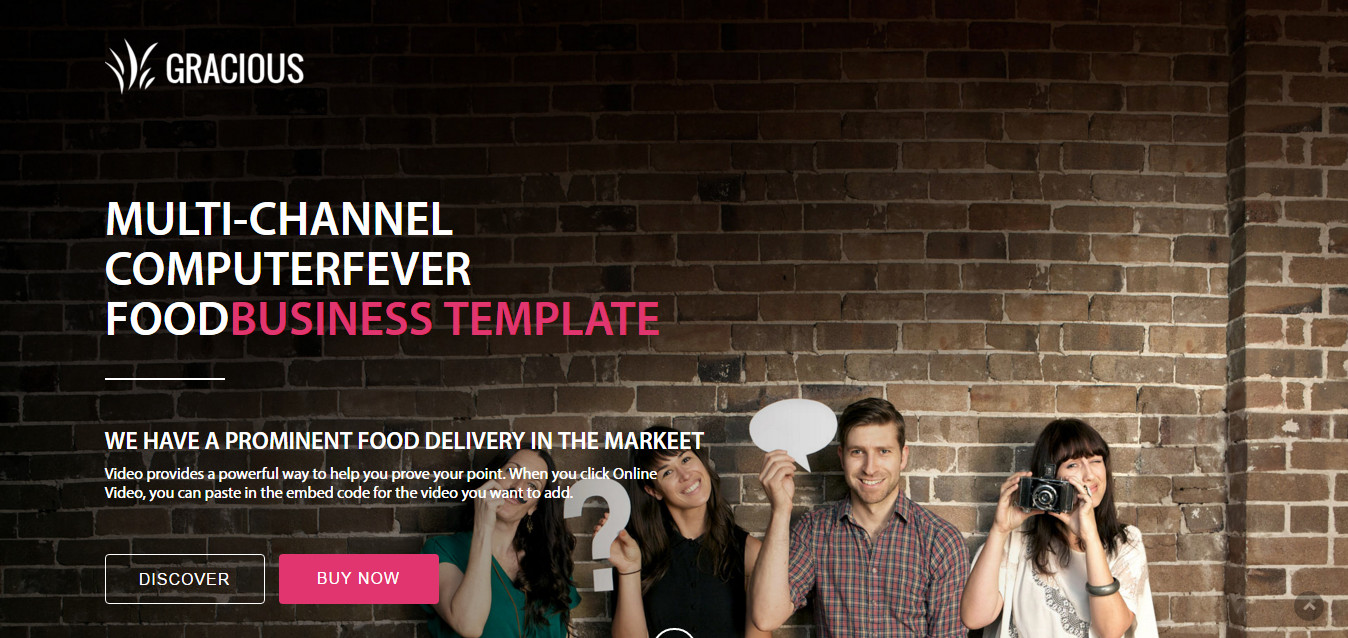 GRACIOUS
MULTI-CHANNEL
COMPUTERFEVER
FOODBUSINESS TEMPLATE
WE HAVE A PROMINENT FOOD DELIVERY IN THE MARKEET
Video provides a powerful way to help you prove your point. When you click Online
Video, you can paste in the embed code for the video you want to add.
?
DISCOVER
BUY NOW